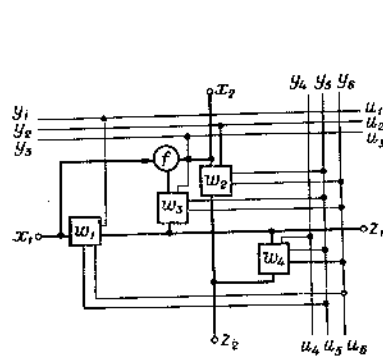 x₂ y₄ y₅ y₆
y₁ u₁
y₂ u₂
y₃ u₃
f
w₂
w₃
x₁ w₁ z₁
w₄
z₂ u₄ u₅ u₆